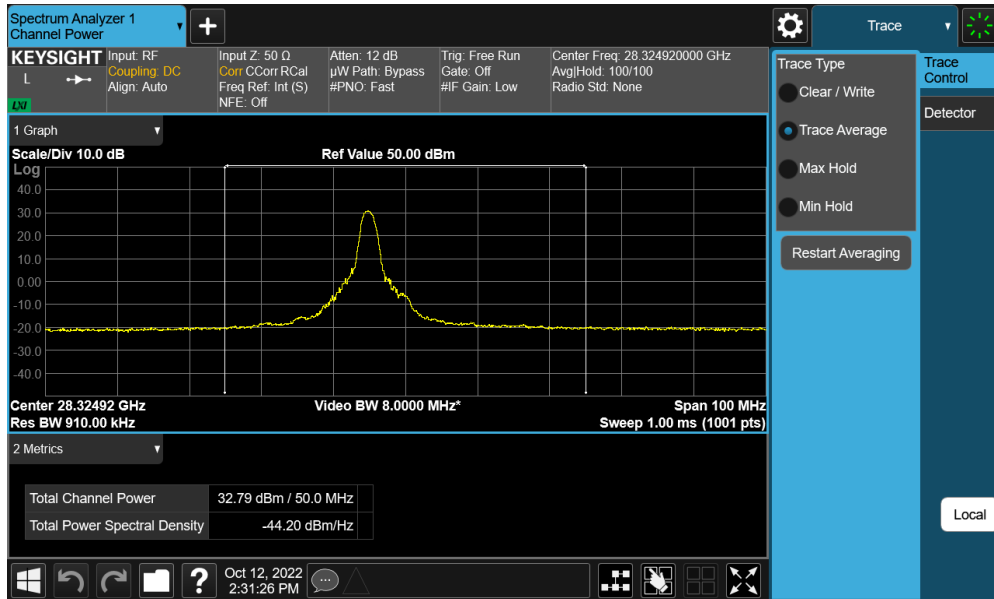 Spectrum Analyzer 1
Channel Power
+
Trace
KEYSIGHT
L
LXI
Input: RF
Coupling: DC
Align: Auto
Input Z: 50 Ω
Corr CCorr RCal
Freq Ref: Int (S)
NFE: Off
Atten: 12 dB
µW Path: Bypass
#PNO: Fast
Trig: Free Run
Gate: Off
#IF Gain: Low
Center Freq: 28.324920000 GHz
Avg|Hold: 100/100
Radio Std: None
1 Graph
Scale/Div 10.0 dB
Ref Value 50.00 dBm
Log
40.0
30.0
20.0
10.0
0.00
-10.0
-20.0
-30.0
-40.0
Center 28.32492 GHz
Video BW 8.0000 MHz*
Span 100 MHz
Res BW 910.00 kHz
Sweep 1.00 ms (1001 pts)
2 Metrics
Total Channel Power 32.79 dBm / 50.0 MHz
Total Power Spectral Density -44.20 dBm/Hz
?
Oct 12, 2022
2:31:26 PM
Trace Type
Clear / Write
Trace Average
Max Hold
Min Hold
Restart Averaging
Trace
Control
Detector
Local